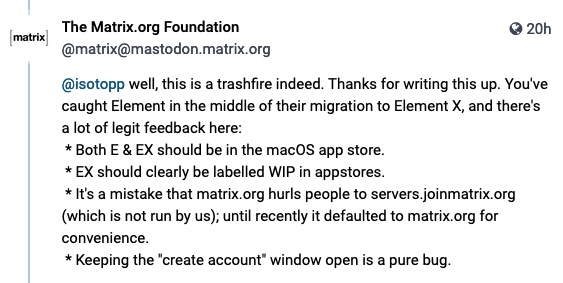 The Matrix.org Foundation
20h
[matrix]
@matrix@mastodon.matrix.org
@isotopp well, this is a trashfire indeed. Thanks for writing this up. You've
caught Element in the middle of their migration to Element X, and there's
a lot of legit feedback here:
* Both E & EX should be in the macOS app store.
* EX should clearly be labelled WIP in appstores.
* It's a mistake that matrix.org hurls people to servers.joinmatrix.org
(which is not run by us); until recently it defaulted to matrix.org for
convenience.
* Keeping the "create account" window open is a pure bug.